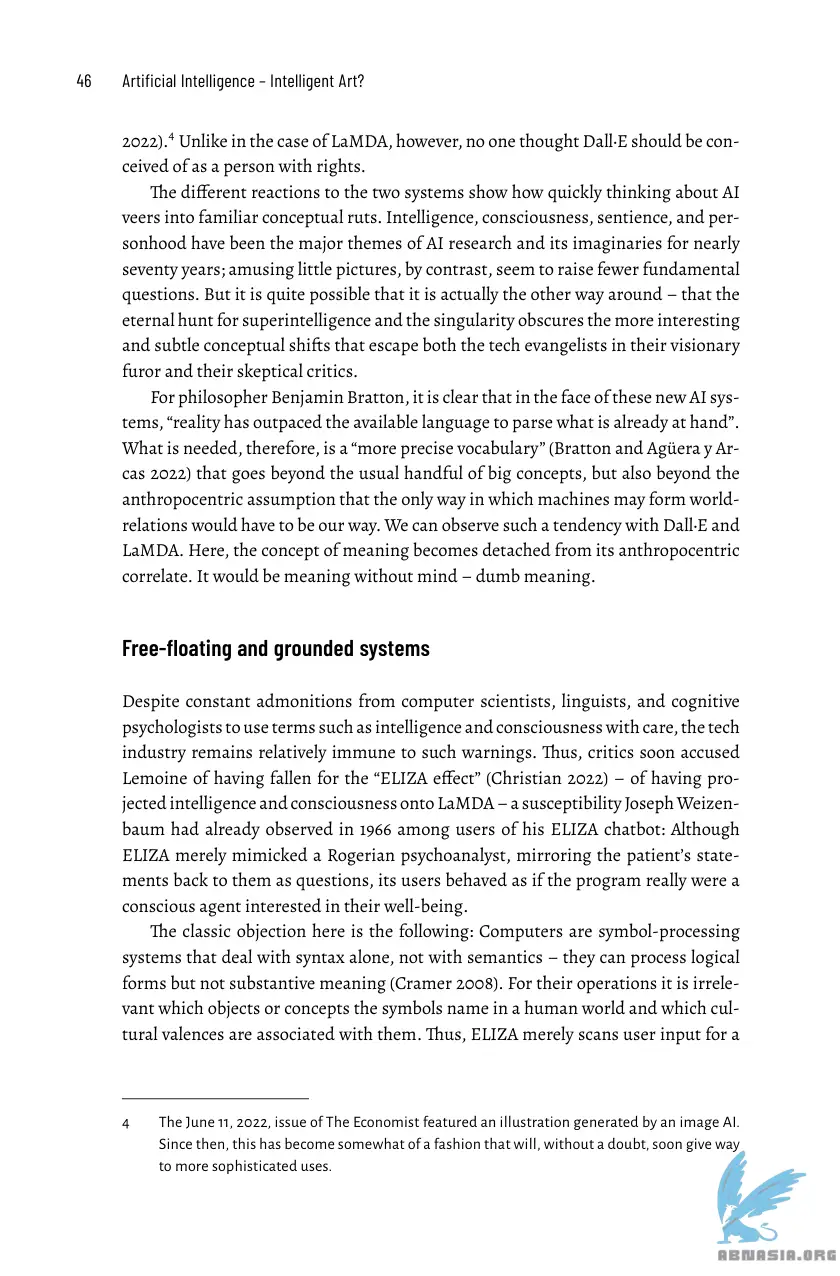 46 Artificial Intelligence – Intelligent Art?
2022).⁴ Unlike in the case of LaMDA, however, no one thought Dall·E should be con-
ceived of as a person with rights.
The different reactions to the two systems show how quickly thinking about AI
veers into familiar conceptual ruts. Intelligence, consciousness, sentience, and per-
sonhood have been the major themes of AI research and its imaginaries for nearly
seventy years; amusing little pictures, by contrast, seem to raise fewer fundamental
questions. But it is quite possible that it is actually the other way around – that the
eternal hunt for superintelligence and the singularity obscures the more interesting
and subtle conceptual shifts that escape both the tech evangelists in their visionary
furor and their skeptical critics.
For philosopher Benjamin Bratton, it is clear that in the face of these new AI sys-
tems, “reality has outpaced the available language to parse what is already at hand”.
What is needed, therefore, is a “more precise vocabulary” (Bratton and Agüera y Ar-
cas 2022) that goes beyond the usual handful of big concepts, but also beyond the
anthropocentric assumption that the only way in which machines may form world-
relations would have to be our way. We can observe such a tendency with Dall·E and
LaMDA. Here, the concept of meaning becomes detached from its anthropocentric
correlate. It would be meaning without mind – dumb meaning.
Free-floating and grounded systems
Despite constant admonitions from computer scientists, linguists, and cognitive
psychologists to use terms such as intelligence and consciousness with care, the tech
industry remains relatively immune to such warnings. Thus, critics soon accused
Lemoine of having fallen for the “ELIZA effect” (Christian 2022) – of having pro-
jected intelligence and consciousness onto LaMDA – a susceptibility Joseph Weizen-
baum had already observed in 1966 among users of his ELIZA chatbot: Although
ELIZA merely mimicked a Rogerian psychoanalyst, mirroring the patient’s state-
ments back to them as questions, its users behaved as if the program really were a
conscious agent interested in their well-being.
The classic objection here is the following: Computers are symbol-processing
systems that deal with syntax alone, not with semantics – they can process logical
forms but not substantive meaning (Cramer 2008). For their operations it is irrele-
vant which objects or concepts the symbols name in a human world and which cul-
tural valences are associated with them. Thus, ELIZA merely scans user input for a
4 The June 11, 2022, issue of The Economist featured an illustration generated by an image AI.
Since then, this has become somewhat of a fashion that will, without a doubt, soon give way
to more sophisticated uses.
ABNASIA.ORG